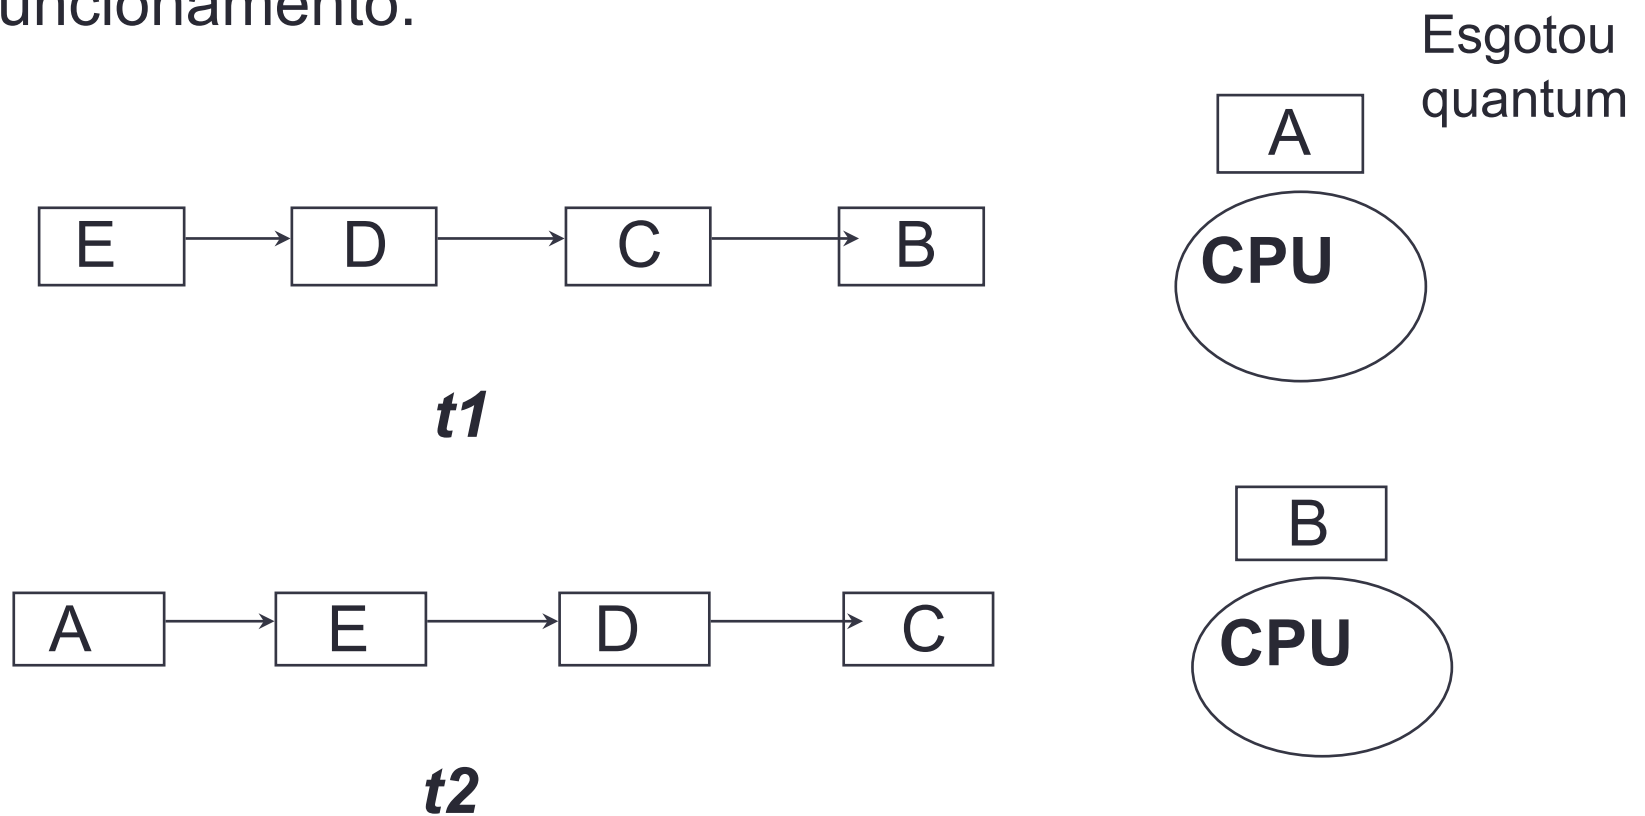 uncionamento.
Esgotou
quantum
A
E D C B
CPU
t1
B
A E D C
CPU
t2